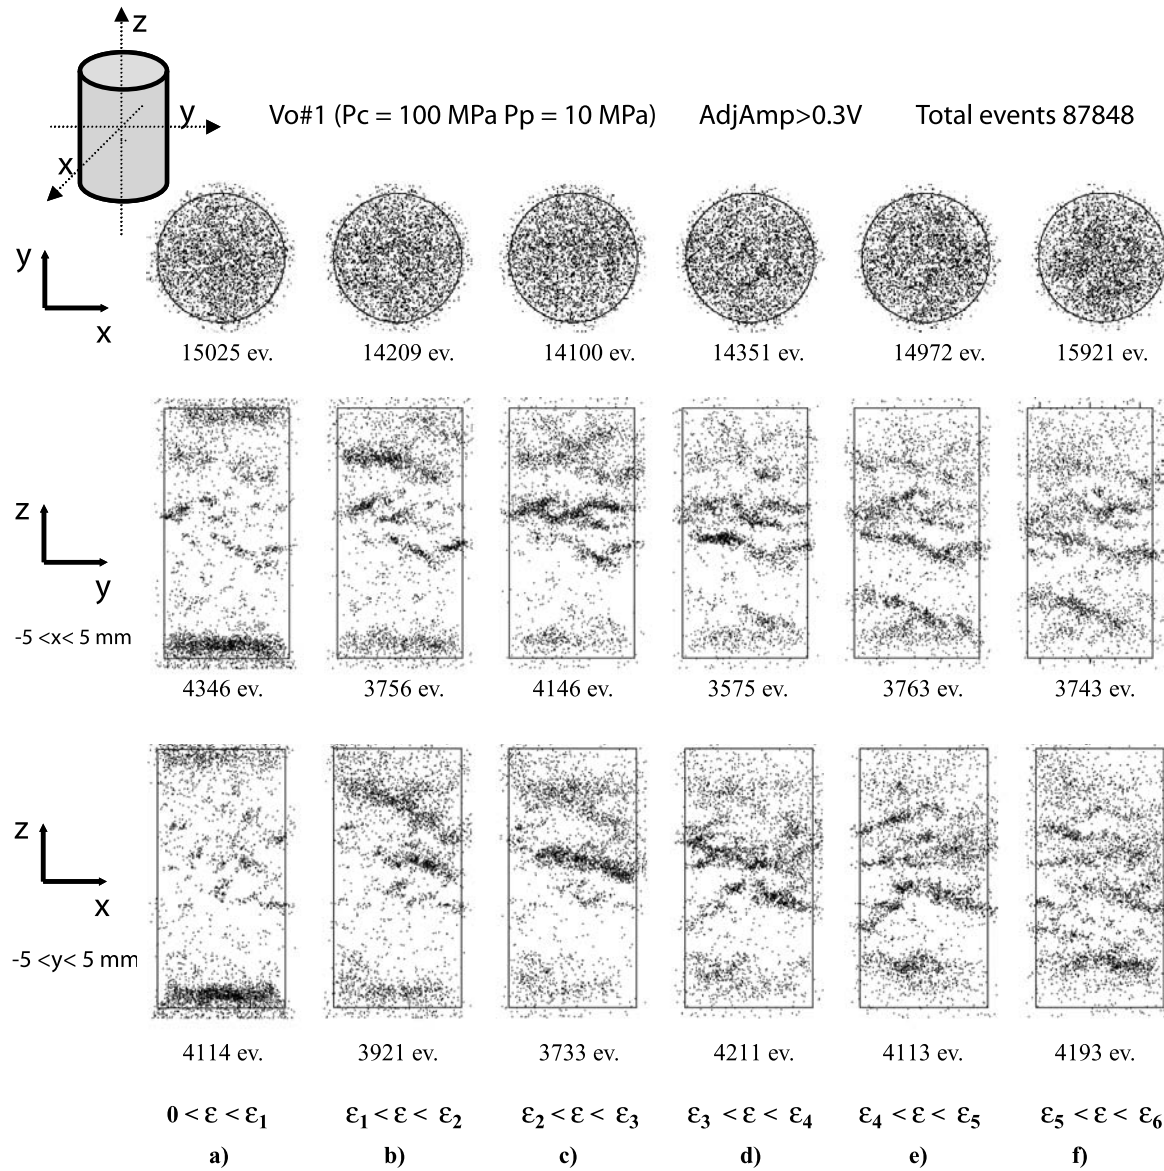 z
y
x
Vo#1 (Pc = 100 MPa Pp = 10 MPa) AdjAmp>0.3V Total events 87848
y
x
15025 ev. 14209 ev. 14100 ev. 14351 ev. 14972 ev. 15921 ev.
z
y
-5 <x< 5 mm
4346 ev. 3756 ev. 4146 ev. 3575 ev. 3763 ev. 3743 ev.
z
x
-5 <y< 5 mm
4114 ev. 3921 ev. 3733 ev. 4211 ev. 4113 ev. 4193 ev.
0 < ε < ε₁ ε₁ < ε < ε₂ ε₂ < ε < ε₃ ε₃ < ε < ε₄ ε₄ < ε < ε₅ ε₅ < ε < ε₆
a) b) c) d) e) f)